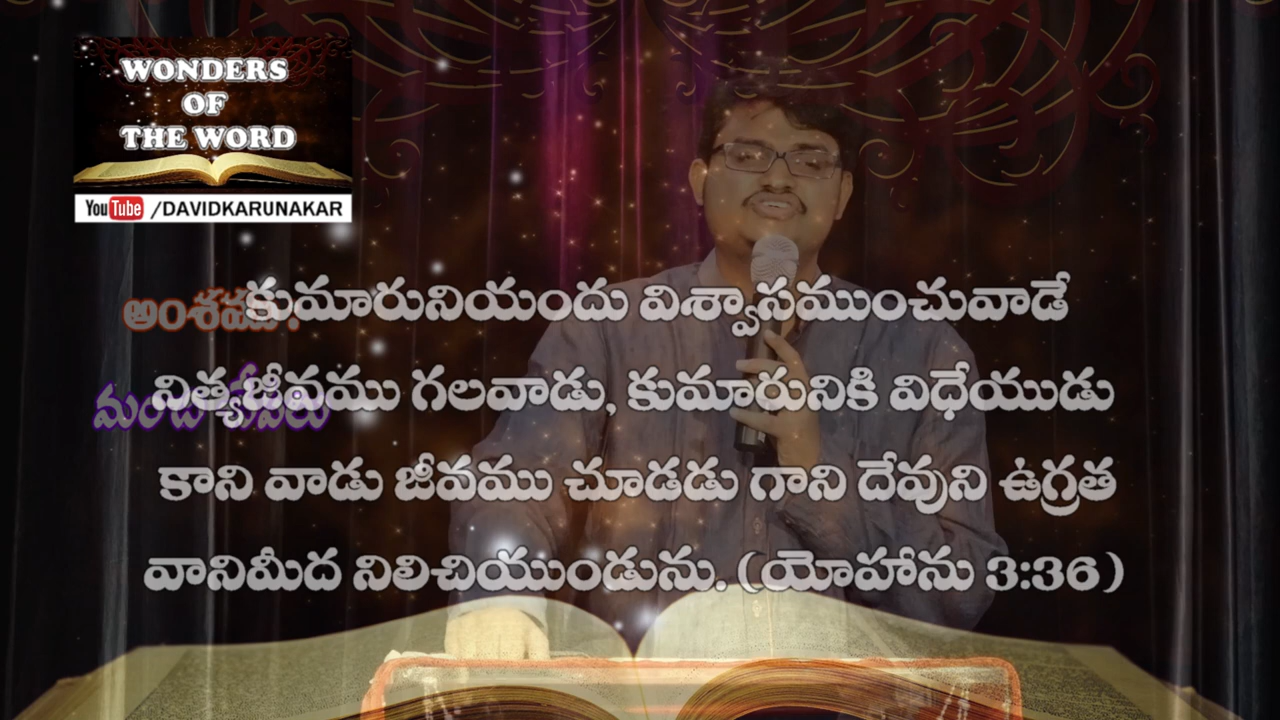 WONDERS
OF
THE WORD
YouTube /DAVIDKARUNAKAR
కుమారునియందు విశ్వాసముంచువాడే
నిత్యజీవము గలవాడు, కుమారునికి విధేయుడు
కాని వాడు జీవము చూడడు గాని దేవుని ఉగ్రత
వానిమీద నిలిచియుండును. (యోహాను 3:36)